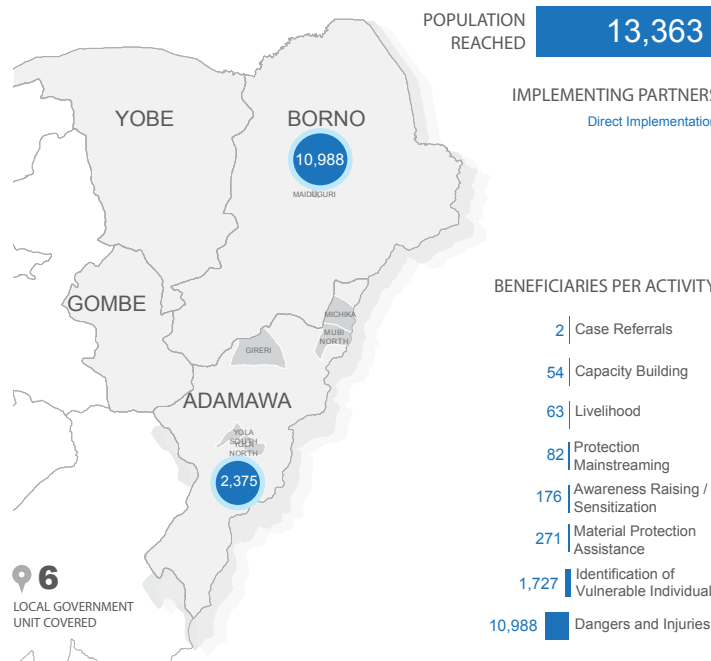 POPULATION
REACHED
13,363
IMPLEMENTING PARTNERS
Direct Implementation
YOBE
BORNO
10,988
MAIDUGURI
GOMBE
MICHIKA
MUBI
NORTH
GIRERI
ADAMAWA
YOLA
SOUTH
YOLA
NORTH
2,375
6
LOCAL GOVERNMENT
UNIT COVERED
BENEFICIARIES PER ACTIVITY
2 Case Referrals
54 Capacity Building
63 Livelihood
82 Protection
Mainstreaming
176 Awareness Raising /
Sensitization
271 Material Protection
Assistance
1,727 Identification of
Vulnerable Individual
10,988 Dangers and Injuries